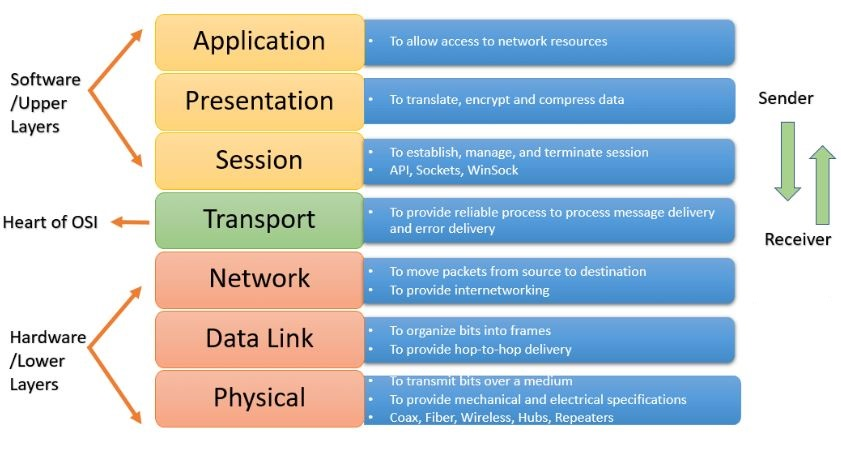 Application
• To allow access to network resources
Software
/Upper
Layers
Presentation
• To translate, encrypt and compress data
Sender
Session
• To establish, manage, and terminate session
• API, Sockets, WinSock
Heart of OSI
Transport
• To provide reliable process to process message delivery
and error delivery
Receiver
Network
• To move packets from source to destination
• To provide internetworking
Hardware
/Lower
Layers
Data Link
• To organize bits into frames
• To provide hop-to-hop delivery
Physical
• To transmit bits over a medium
• To provide mechanical and electrical specifications
• Coax, Fiber, Wireless, Hubs, Repeaters